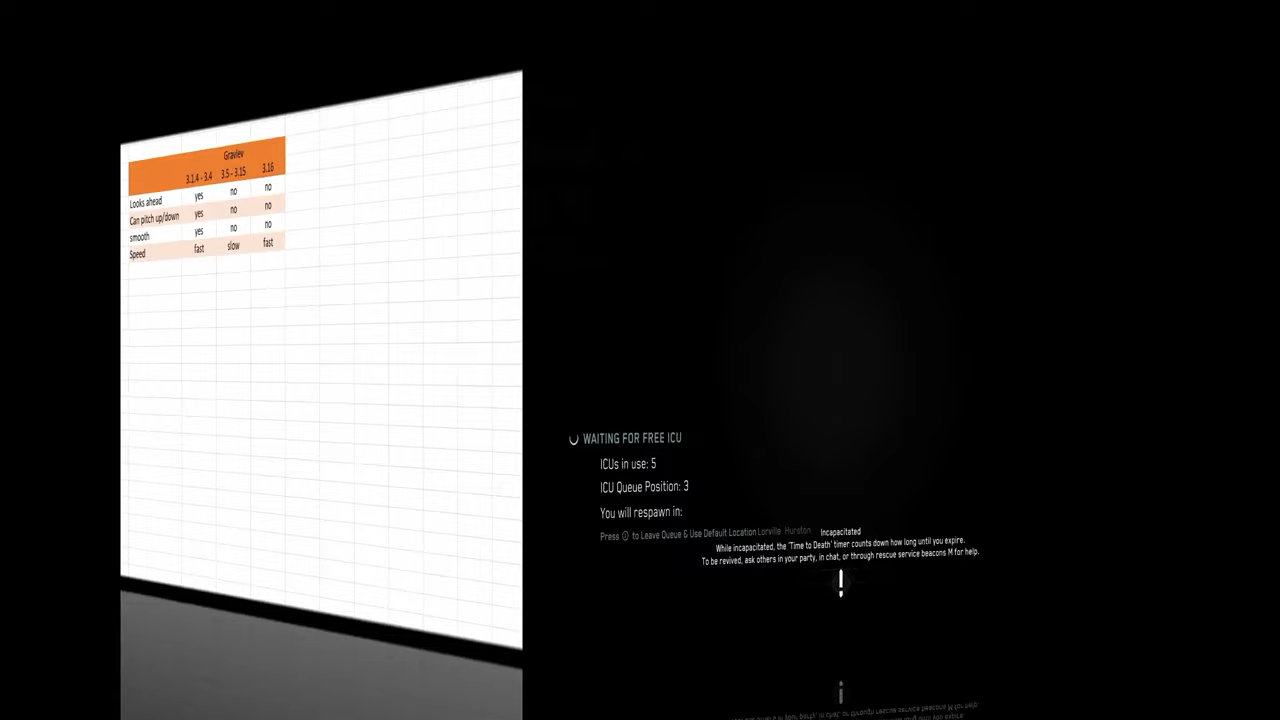 Gravlev
3.1.4 - 3.4 3.5 - 3.15 3.16
Looks ahead yes no no
Can pitch up/down yes no no
smooth yes no no
Speed fast slow fast
WAITING FOR FREE ICU
ICUs in use: 5
ICU Queue Position: 3
You will respawn in:
Press to Leave Queue & Use Default Location Lorville Hurston
Incapacitated
While incapacitated, the 'Time to Death' timer counts down how long until you expire.
To be revived, ask others in your party, in chat, or through rescue service beacons M for help.